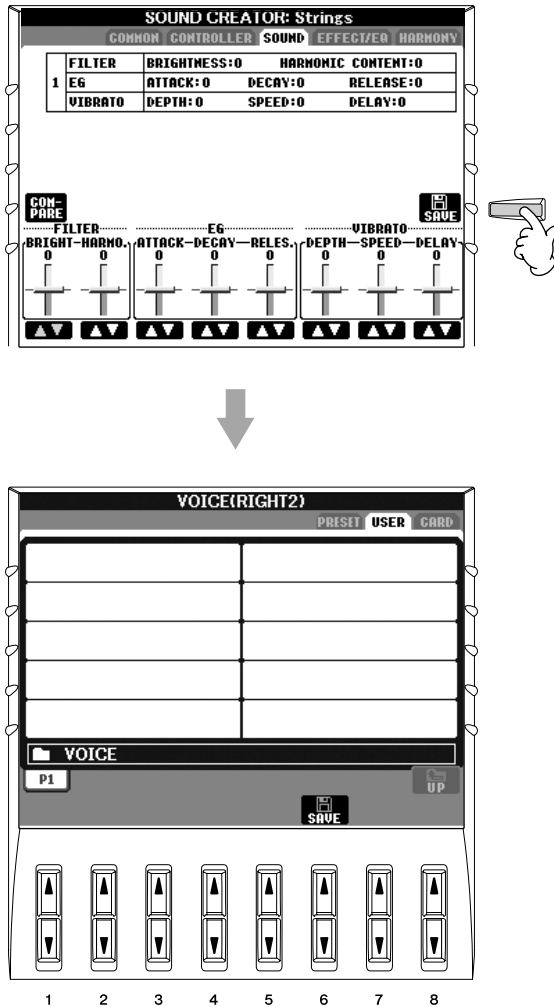 SOUND CREATOR: Strings
COMMON CONTROLLER SOUND EFFECT/EQ HARMONY
FILTER BRIGHTNESS:0 HARMONIC CONTENT:0
1 EG ATTACK:0 DECAY:0 RELEASE:0
VIBRATO DEPTH:0 SPEED:0 DELAY:0
COM-
PARE
SAVE
FILTER EG VIBRATO
BRIGHT-HARMO. ATTACK-DECAY-RELES. DEPTH-SPEED-DELAY
0 0 0 0 0 0 0 0
VOICE(RIGHT2)
PRESET USER CARD
VOICE
P1
UP
SAVE
1 2 3 4 5 6 7 8